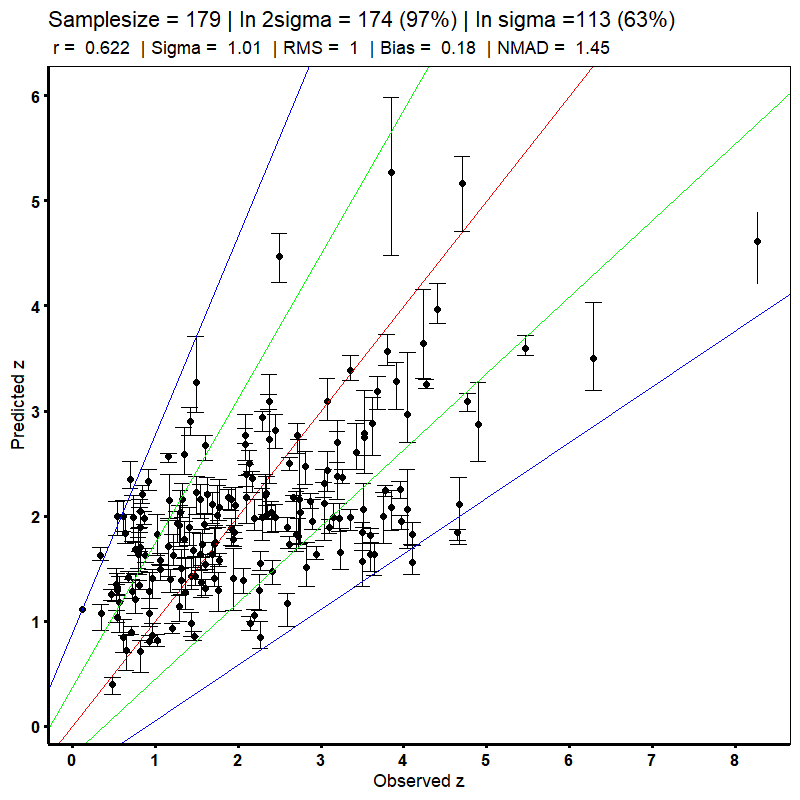 Samplesize = 179 | In 2sigma = 174 (97%) | In sigma =113 (63%)
r = 0.622 | Sigma = 1.01 | RMS = 1 | Bias = 0.18 | NMAD = 1.45
6
5
4
3
2
1
0
Predicted z
0 1 2 3 4 5 6 7 8
Observed z